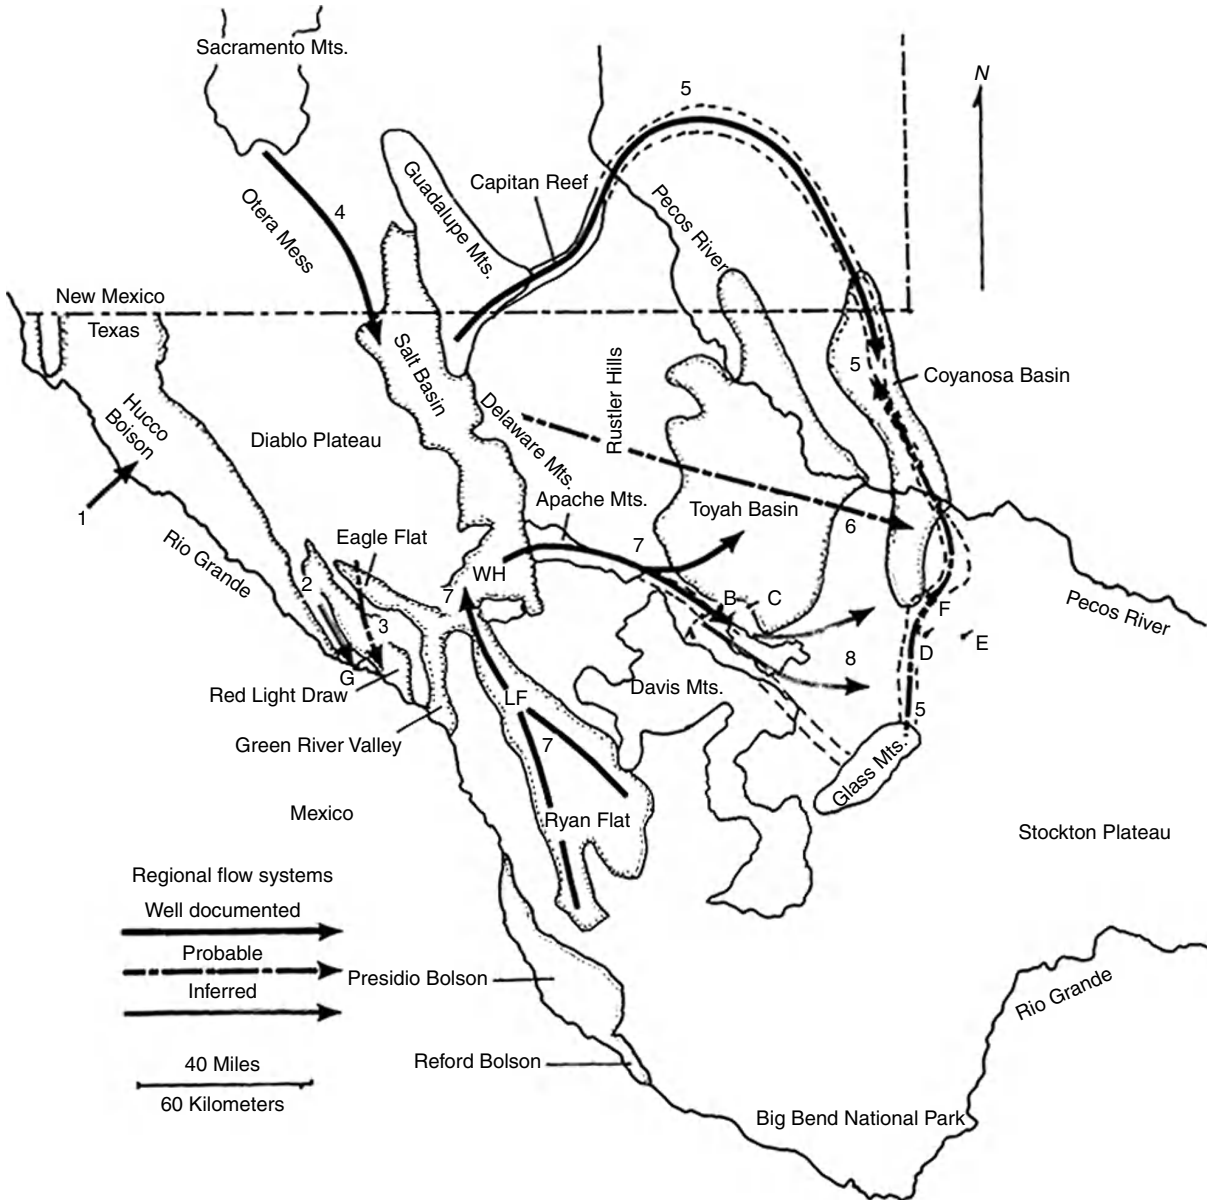 Sacramento Mts.
5
N
Otera Mess
4
Guadalupe Mts.
Capitan Reef
Pecos River
New Mexico
Texas
Salt Basin
Hucco
Boison
Diablo Plateau
Delaware Mts.
Rustler Hills
5
Coyanosa Basin
Apache Mts.
Toyah Basin
6
1
Rio Grande
Eagle Flat
WH
7
7
2
3
B
C
F
Pecos River
D
E
G
Red Light Draw
LF
Davis Mts.
8
5
Green River Valley
7
Glass Mts.
Mexico
Ryan Flat
Stockton Plateau
Regional flow systems
Well documented
Probable
Inferred
Presidio Bolson
Rio Grande
40 Miles
60 Kilometers
Reford Bolson
Big Bend National Park